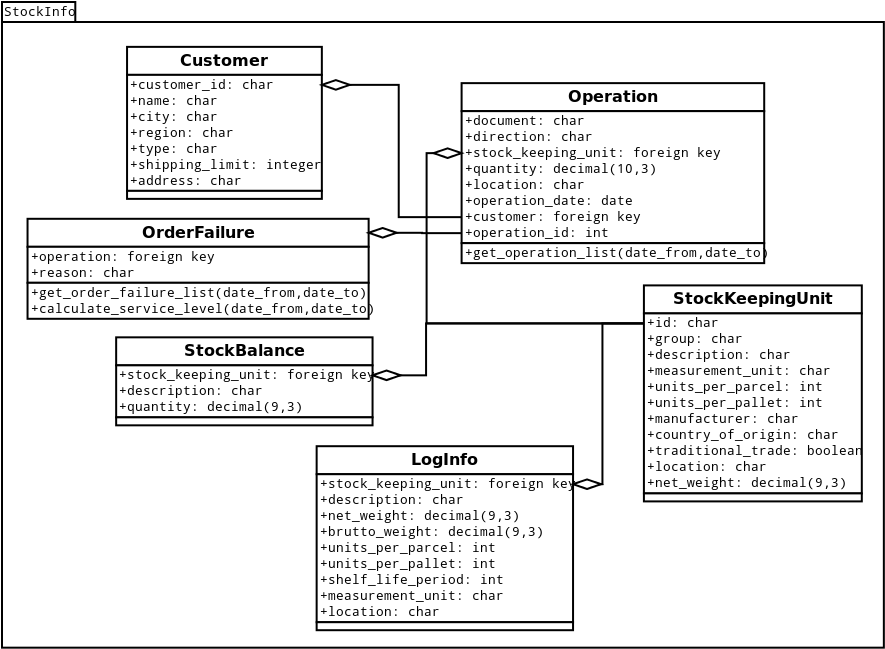 StockInfo
Customer
+customer_id: char
+name: char
+city: char
+region: char
+type: char
+shipping_limit: integer
+address: char
Operation
+document: char
+direction: char
+stock_keeping_unit: foreign key
+quantity: decimal(10,3)
+location: char
+operation_date: date
+customer: foreign key
+operation_id: int
+get_operation_list(date_from,date_to)
OrderFailure
+operation: foreign key
+reason: char
+get_order_failure_list(date_from,date_to)
+calculate_service_level(date_from,date_to)
StockKeepingUnit
+id: char
+group: char
+description: char
+measurement_unit: char
+units_per_parcel: int
+units_per_pallet: int
+manufacturer: char
+country_of_origin: char
+traditional_trade: boolean
+location: char
+net_weight: decimal(9,3)
StockBalance
+stock_keeping_unit: foreign key
+description: char
+quantity: decimal(9,3)
LogInfo
+stock_keeping_unit: foreign key
+description: char
+net_weight: decimal(9,3)
+brutto_weight: decimal(9,3)
+units_per_parcel: int
+units_per_pallet: int
+shelf_life_period: int
+measurement_unit: char
+location: char